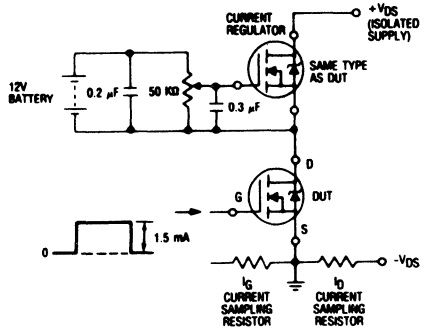 CURRENT
REGULATOR
+VDS
(ISOLATED
SUPPLY)
12V
BATTERY
0.2 µF
50 KΩ
0.3 µF
SAME TYPE
AS DUT
D
G
DUT
S
0
1.5 mA
-VDS
IG
CURRENT
SAMPLING
RESISTOR
ID
CURRENT
SAMPLING
RESISTOR